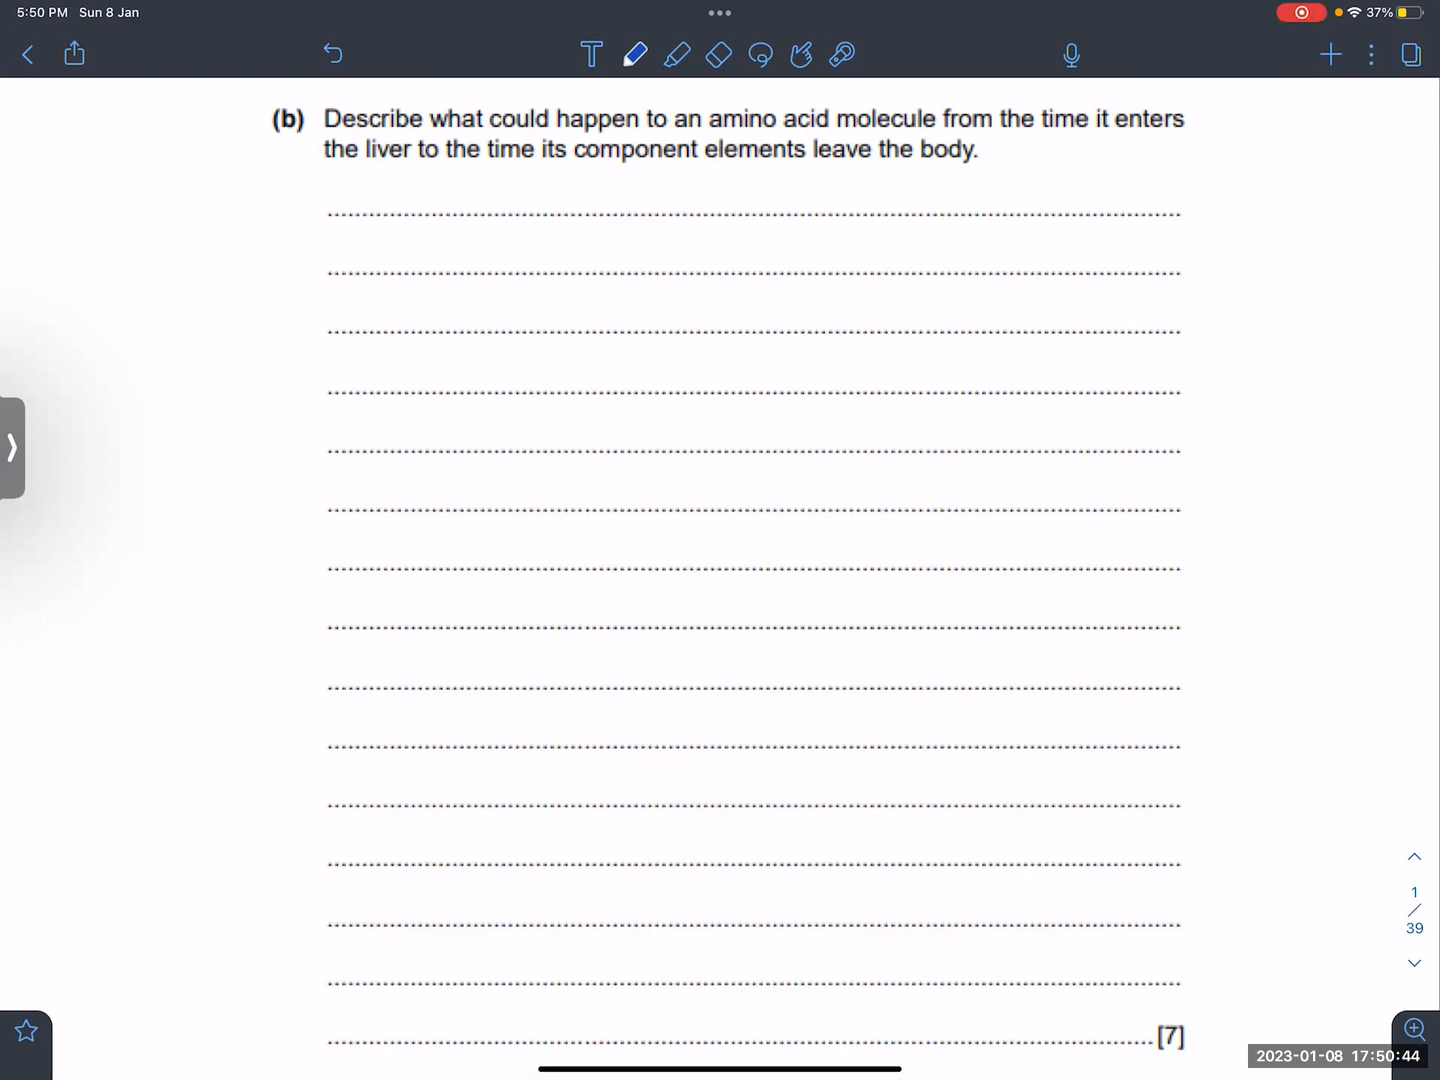 5:50 PM Sun 8 Jan
37%
(b) Describe what could happen to an amino acid molecule from the time it enters
the liver to the time its component elements leave the body.
[7]
1
/
39
2023-01-08 17:50:44